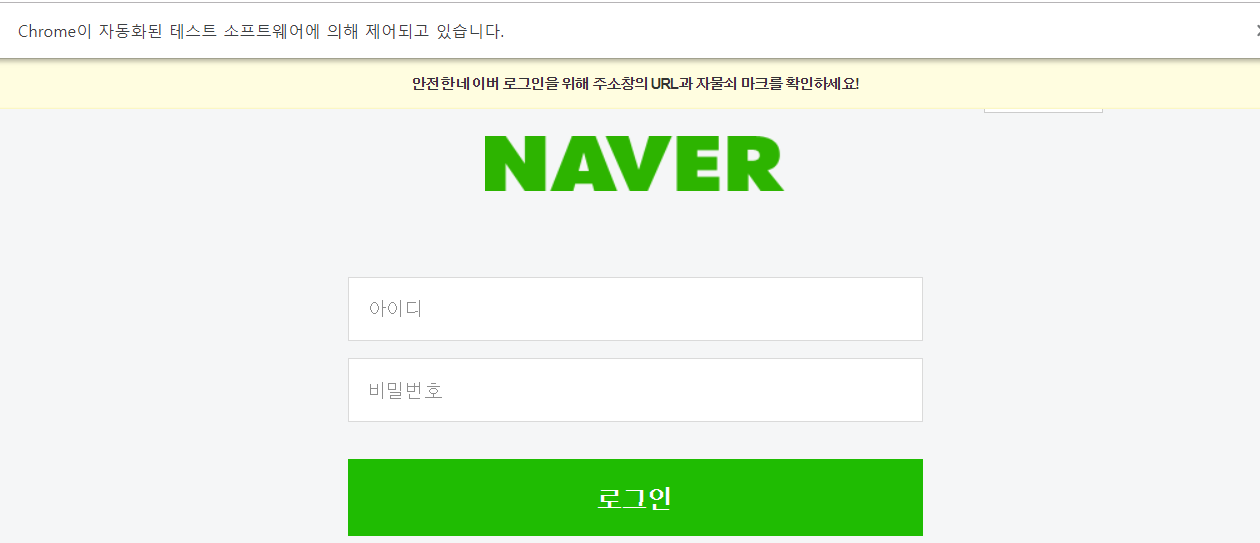 Chrome이 자동화된 테스트 소프트웨어에 의해 제어되고 있습니다.
안전한 네이버 로그인을 위해 주소창의 URL과 자물쇠 마크를 확인하세요!
NAVER
아이디
비밀번호
로그인